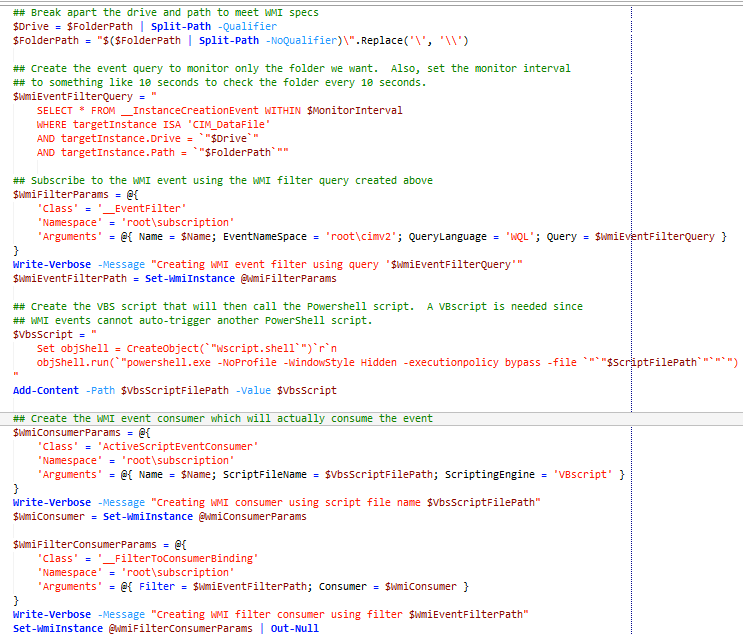 ## Break apart the drive and path to meet WMI specs
$Drive = $FolderPath | Split-Path -Qualifier
$FolderPath = "$($FolderPath | Split-Path -NoQualifier)\".Replace('\', '\\')
## Create the event query to monitor only the folder we want.  Also, set the monitor interval
## to something like 10 seconds to check the folder every 10 seconds.
$WmiEventFilterQuery = "
    SELECT * FROM __InstanceCreationEvent WITHIN $MonitorInterval
    WHERE targetInstance ISA 'CIM_DataFile'
    AND targetInstance.Drive = `"$Drive`"
    AND targetInstance.Path = `"$FolderPath`""
## Subscribe to the WMI event using the WMI filter query created above
$WmiFilterParams = @{
    'Class' = '__EventFilter'
    'Namespace' = 'root\subscription'
    'Arguments' = @{ Name = $Name; EventNameSpace = 'root\cimv2'; QueryLanguage = 'WQL'; Query = $WmiEventFilterQuery }
}
Write-Verbose -Message "Creating WMI event filter using query '$WmiEventFilterQuery'"
$WmiEventFilterPath = Set-WmiInstance @WmiFilterParams
## Create the VBS script that will then call the Powershell script.  A VBscript is needed since
## WMI events cannot auto-trigger another PowerShell script.
$VbsScript = "
    Set objShell = CreateObject(`"Wscript.shell`")`r`n
    objShell.run(`"powershell.exe -NoProfile -WindowStyle Hidden -executionpolicy bypass -file `"`"$ScriptFilePath`"`"`")
"
Add-Content -Path $VbsScriptFilePath -Value $VbsScript
## Create the WMI event consumer which will actually consume the event
$WmiConsumerParams = @{
    'Class' = 'ActiveScriptEventConsumer'
    'Namespace' = 'root\subscription'
    'Arguments' = @{ Name = $Name; ScriptFileName = $VbsScriptFilePath; ScriptingEngine = 'VBscript' }
}
Write-Verbose -Message "Creating WMI consumer using script file name $VbsScriptFilePath"
$WmiConsumer = Set-WmiInstance @WmiConsumerParams
$WmiFilterConsumerParams = @{
    'Class' = '__FilterToConsumerBinding'
    'Namespace' = 'root\subscription'
    'Arguments' = @{ Filter = $WmiEventFilterPath; Consumer = $WmiConsumer }
}
Write-Verbose -Message "Creating WMI filter consumer using filter $WmiEventFilterPath"
Set-WmiInstance @WmiFilterConsumerParams | Out-Null